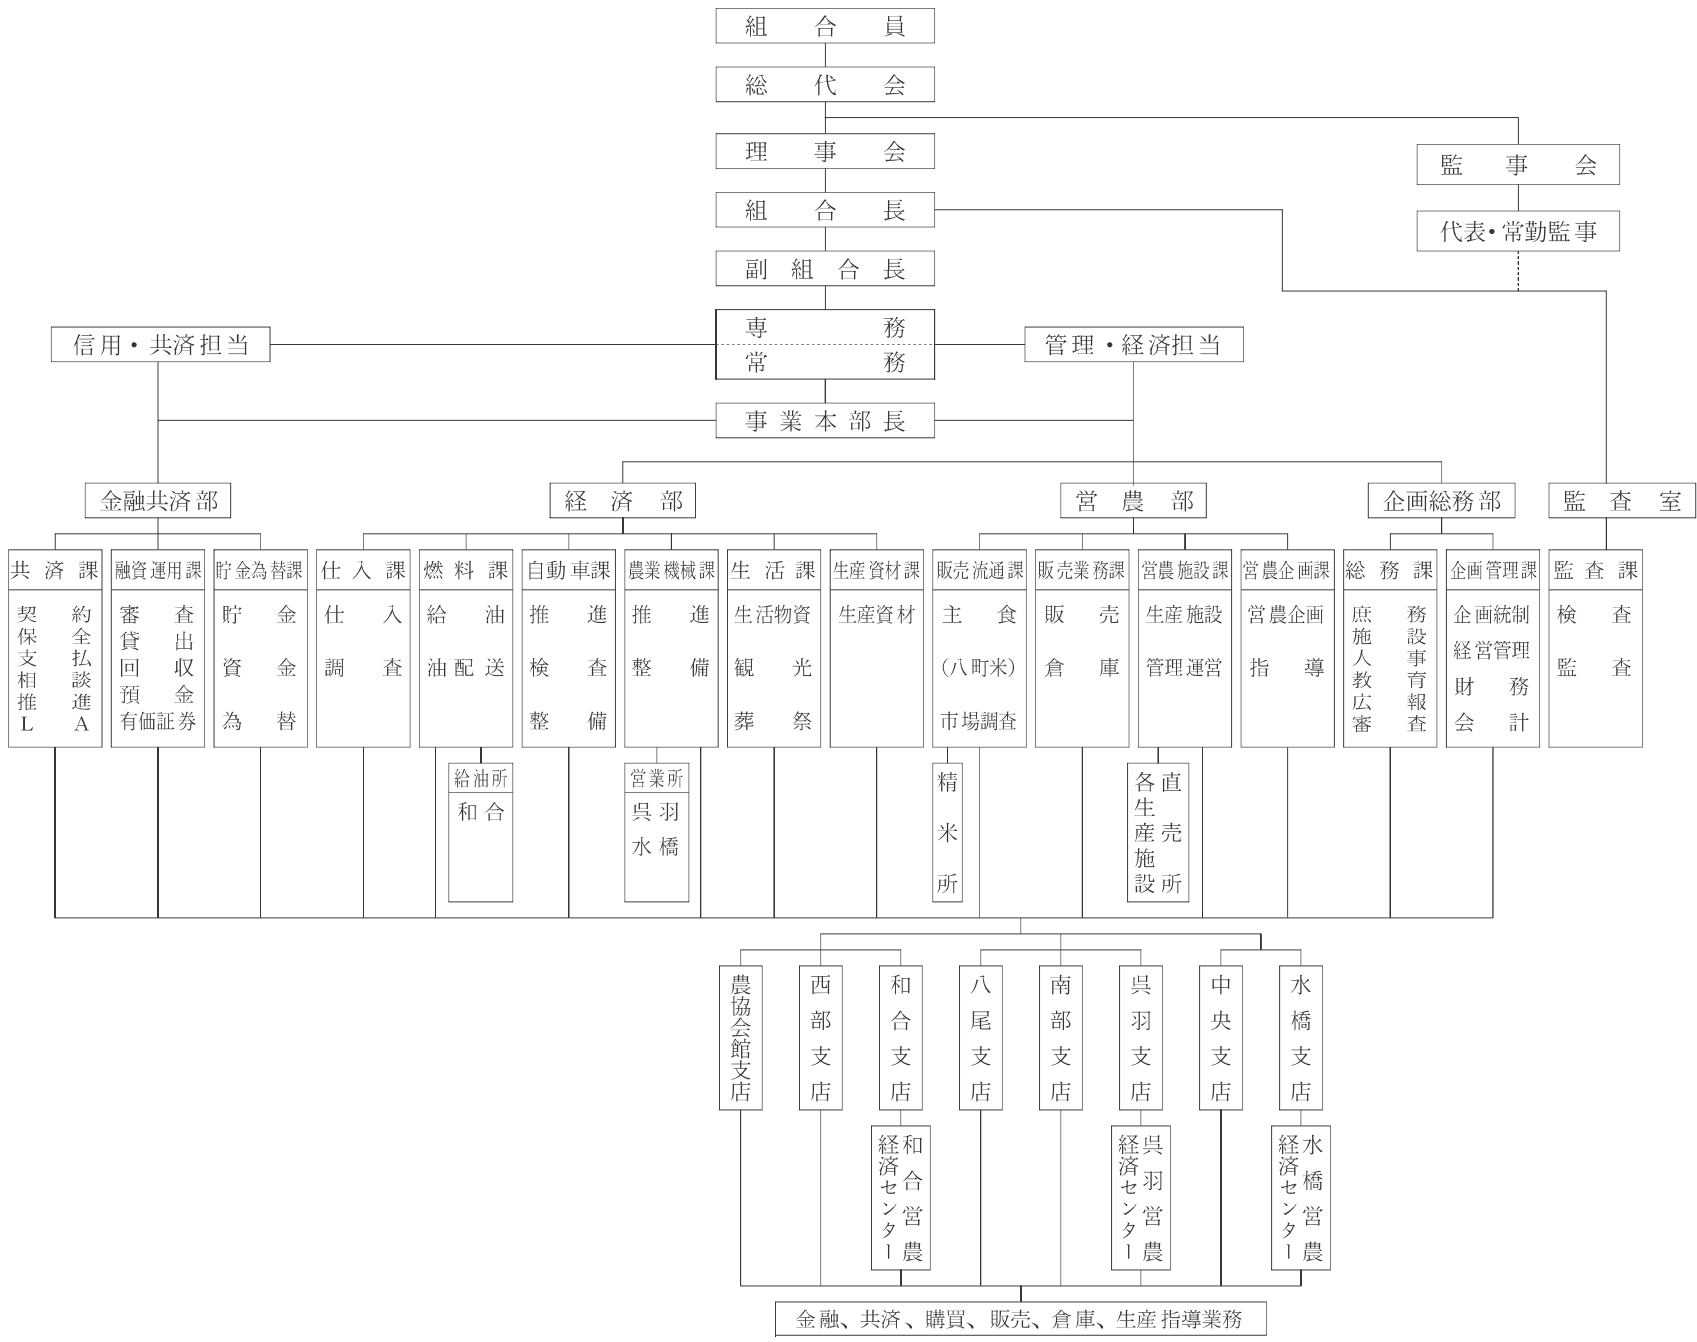 組合員
総代会
理事会
監事会
組合長
代表・常勤監事
副組合長
専務
常務
信用・共済担当
管理・経済担当
事業本部長
金融共済部
経済部
営農部
企画総務部
監査室
共済課
契約
保全
支払
相談
推進
LA
融資運用課
審査
貸出
回収
預金
有価証券
貯金為替課
貯金
資金
為替
仕入課
仕入
調査
燃料課
給油
油配送
給油所
和合
自動車課
推進
検査
整備
農業機械課
推進
整備
営業所
呉羽
水橋
生活課
生活物資
観光
葬祭
生産資材課
生産資材
販売流通課
主食
(八町米)
市場調査
精米所
販売業務課
販売
倉庫
営農施設課
生産施設
管理運営
直売所
各生産施設
営農企画課
営農企画
指導
総務課
庶務
施設
人事
教育
広報
審査
企画管理課
企画統制
経営管理
財務
会計
監査課
検査
監査
農協会館支店
西部支店
和合支店
八尾支店
南部支店
呉羽支店
中央支店
水橋支店
和合営農
経済センター
呉羽営農
経済センター
水橋営農
経済センター
金融、共済、購買、販売、倉庫、生産指導業務